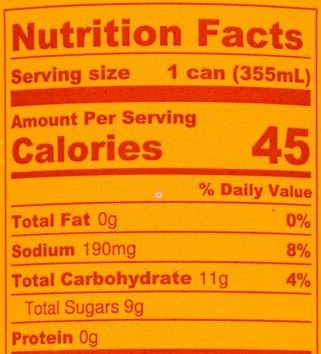 Nutrition Facts
Serving size 1 can (355mL)
Amount Per Serving
Calories 45
% Daily Value
Total Fat 0g 0%
Sodium 190mg 8%
Total Carbohydrate 11g 4%
Total Sugars 9g
Protein 0g